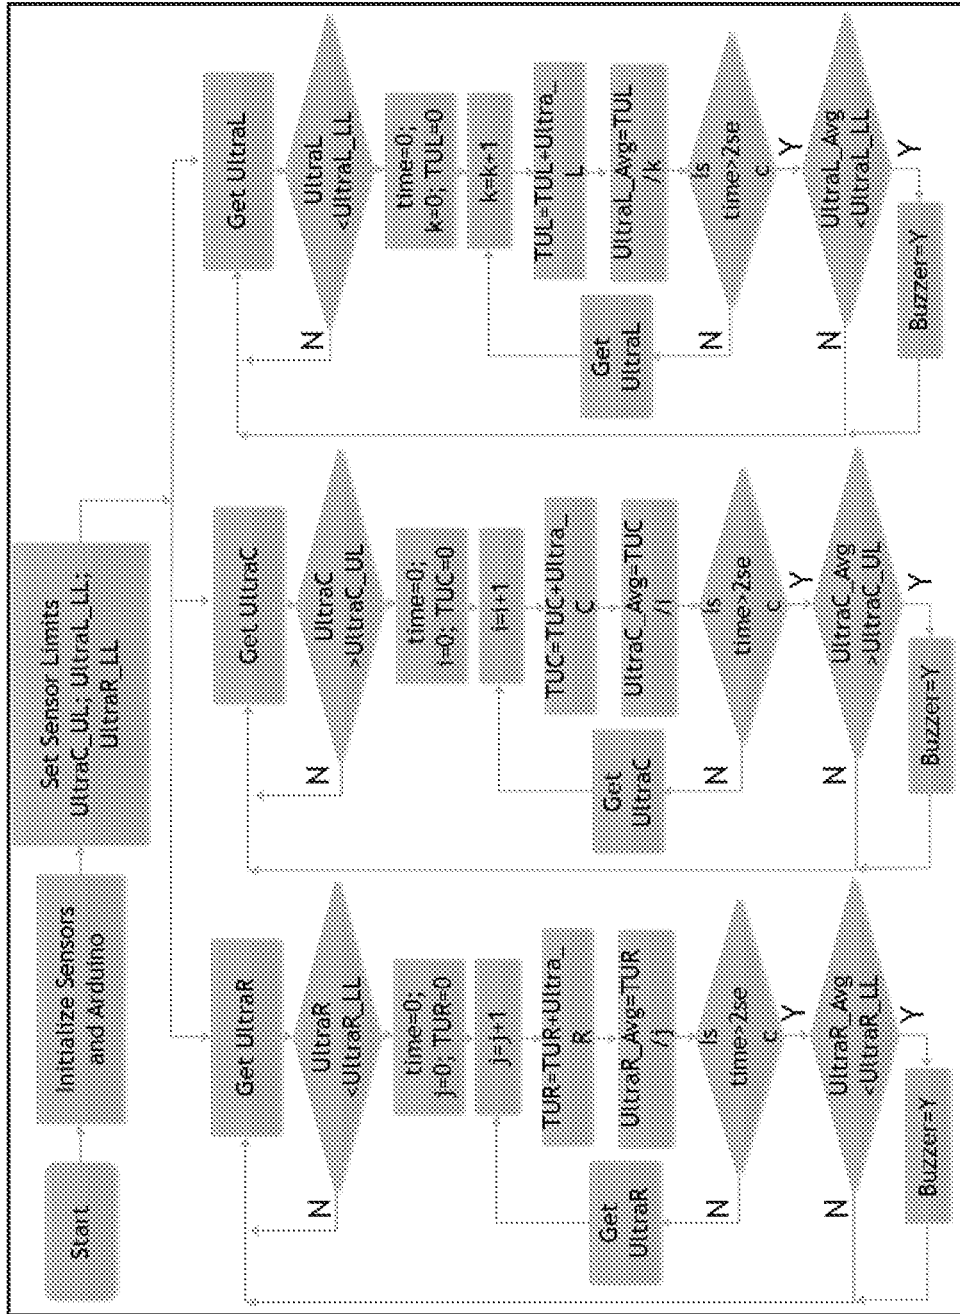 Start
Initialize Sensors
and Arduino
Set Sensor Limits
UltraC_UL; UltraL_LL;
UltraR_LL
Get UltraR
UltraR
<UltraR_LL
N
time=0;
j=0; TUR=0
j=j+1
TUR=TUR+Ultra_
R
UltraR_Avg=TUR
/j
Is
time>2se
c
N
Get
UltraR
Y
UltraR_Avg
<UltraR_LL
N
Y
Buzzer=Y
Get UltraC
UltraC
>UltraC_UL
N
time=0;
i=0; TUC=0
i=i+1
TUC=TUC+Ultra_
C
UltraC_Avg=TUC
/i
Is
time>2se
c
N
Get
UltraC
Y
UltraC_Avg
>UltraC_UL
N
Y
Buzzer=Y
Get UltraL
UltraL
<UltraL_LL
N
time=0,
k=0; TUL=0
k=k+1
TUL=TUL+Ultra_
L
UltraL_Avg=TUL
/k
Is
time>2se
c
N
Get
UltraL
Y
UltraL_Avg
<UltraL_LL
N
Y
Buzzer=Y